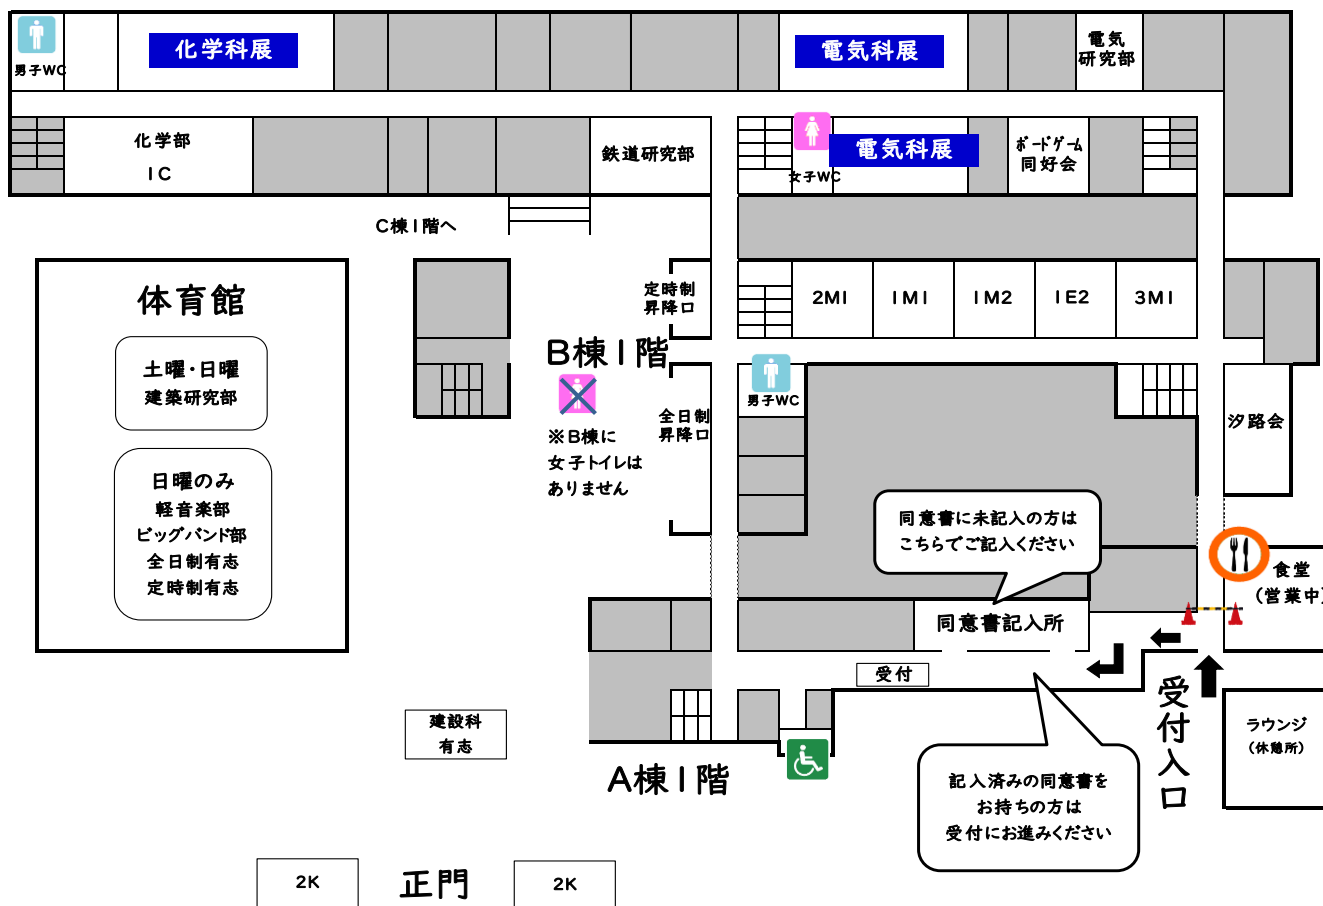 男子WC
化学科展
電気科展
電気
研究部
化学部
1C
鉄道研究部
女子WC
電気科展
ボードゲーム
同好会
C棟1階へ
体育館
土曜・日曜
建築研究部
日曜のみ
軽音楽部
ビッグバンド部
全日制有志
定時制有志
定時制
昇降口
2M1
1M1
1M2
1E2
3M1
B棟1階
※B棟に
女子トイレは
ありません
全日制
昇降口
男子WC
汐路会
同意書に未記入の方は
こちらでご記入ください
食堂
(営業中)
同意書記入所
受付
受付入口
建設科
有志
A棟1階
記入済みの同意書を
お持ちの方は
受付にお進みください
ラウンジ
(休憩所)
2K
正門
2K